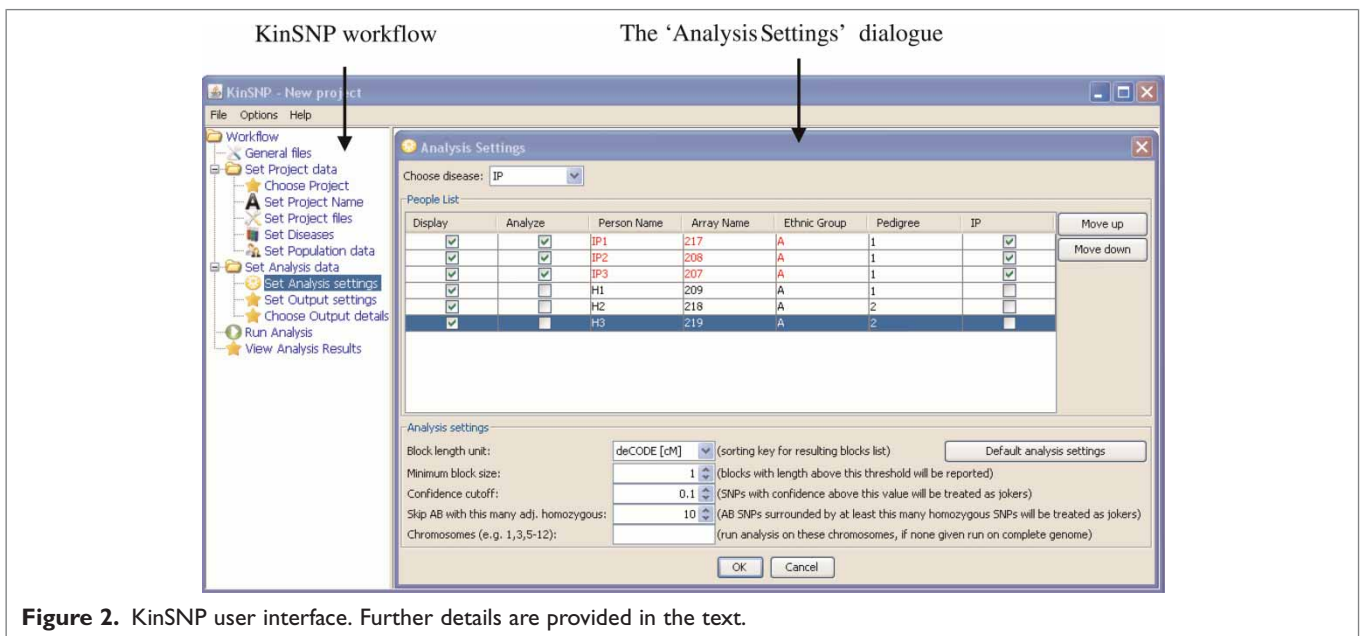 KinSNP workflow
The ‘Analysis Settings’ dialogue
KinSNP - New project
File Options Help
Workflow
General files
Set Project data
Choose Project
Set Project Name
Set Project files
Set Diseases
Set Population data
Set Analysis data
Set Analysis settings
Set Output settings
Choose Output details
Run Analysis
View Analysis Results
Analysis Settings
Choose disease: IP
People List
Display Analyze Person Name Array Name Ethnic Group Pedigree IP
IP1 217 A 1
IP2 208 A 1
IP3 207 A 1
H1 209 A 1
H2 218 A 2
H3 219 A 2
Move up
Move down
Analysis settings
Block length unit: deCODE [cM] (sorting key for resulting blocks list) Default analysis settings
Minimum block size: 1 (blocks with length above this threshold will be reported)
Confidence cutoff: 0.1 (SNPs with confidence above this value will be treated as jokers)
Skip AB with this many adj. homozygous: 10 (AB SNPs surrounded by at least this many homozygous SNPs will be treated as jokers)
Chromosomes (e.g. 1,3,5-12): (run analysis on these chromosomes, if none given run on complete genome)
OK Cancel
Figure 2. KinSNP user interface. Further details are provided in the text.